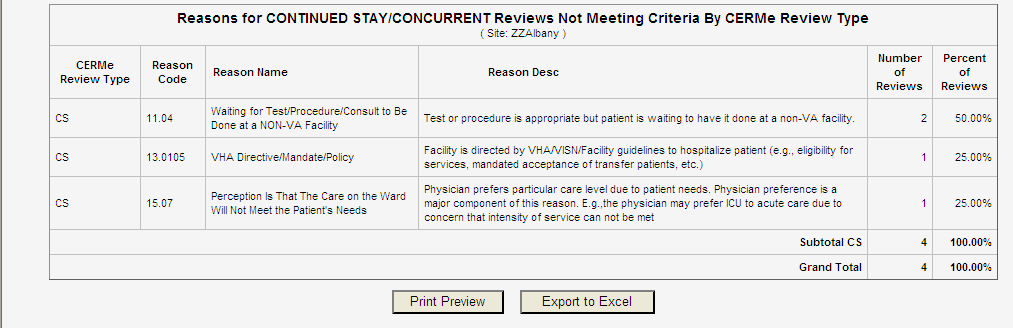 Reasons for CONTINUED STAY/CONCURRENT Reviews Not Meeting Criteria By CERMe Review Type
( Site: ZZAlbany )
CERMe Review Type Reason Code Reason Name Reason Desc Number of Reviews Percent of Reviews
CS 11.04 Waiting for Test/Procedure/Consult to Be Done at a NON-VA Facility Test or procedure is appropriate but patient is waiting to have it done at a non-VA facility. 2 50.00%
CS 13.0105 VHA Directive/Mandate/Policy Facility is directed by VHA/VISN/Facility guidelines to hospitalize patient (e.g., eligibility for services, mandated acceptance of transfer patients, etc.) 1 25.00%
CS 15.07 Perception Is That The Care on the Ward Will Not Meet the Patient's Needs Physician prefers particular care level due to patient needs. Physician preference is a major component of this reason. E.g.,the physician may prefer ICU to acute care due to concern that intensity of service can not be met 1 25.00%
Subtotal CS 4 100.00%
Grand Total 4 100.00%
Print Preview Export to Excel